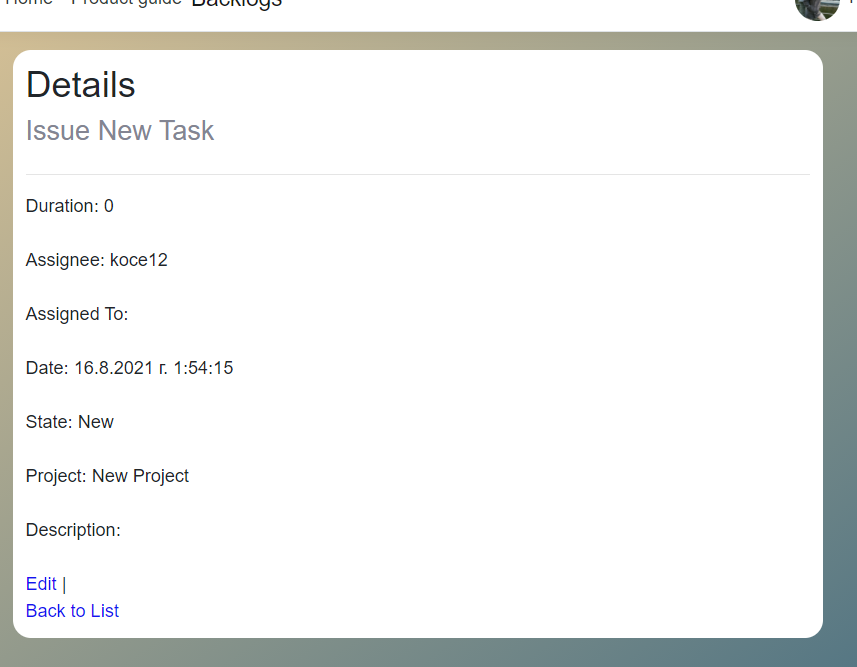 Home Product guide Backlogs
Details
Issue New Task
Duration: 0
Assignee: koce12
Assigned To:
Date: 16.8.2021 г. 1:54:15
State: New
Project: New Project
Description:
Edit |
Back to List